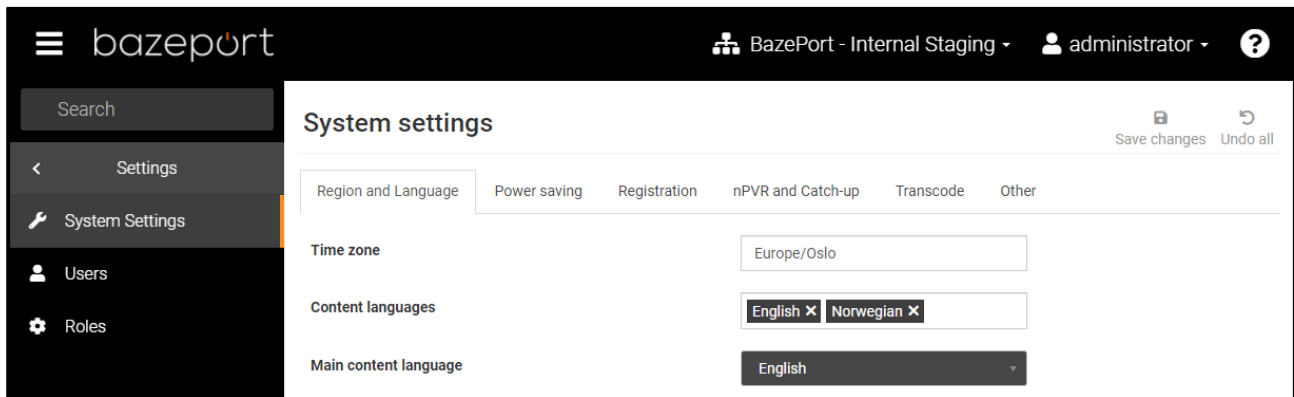 bazeport
BazePort - Internal Staging
administrator
?
Search
System settings
Save changes
Undo all
Settings
Region and Language
Power saving
Registration
nPVR and Catch-up
Transcode
Other
System Settings
Time zone
Europe/Oslo
Users
Content languages
English × Norwegian ×
Roles
Main content language
English